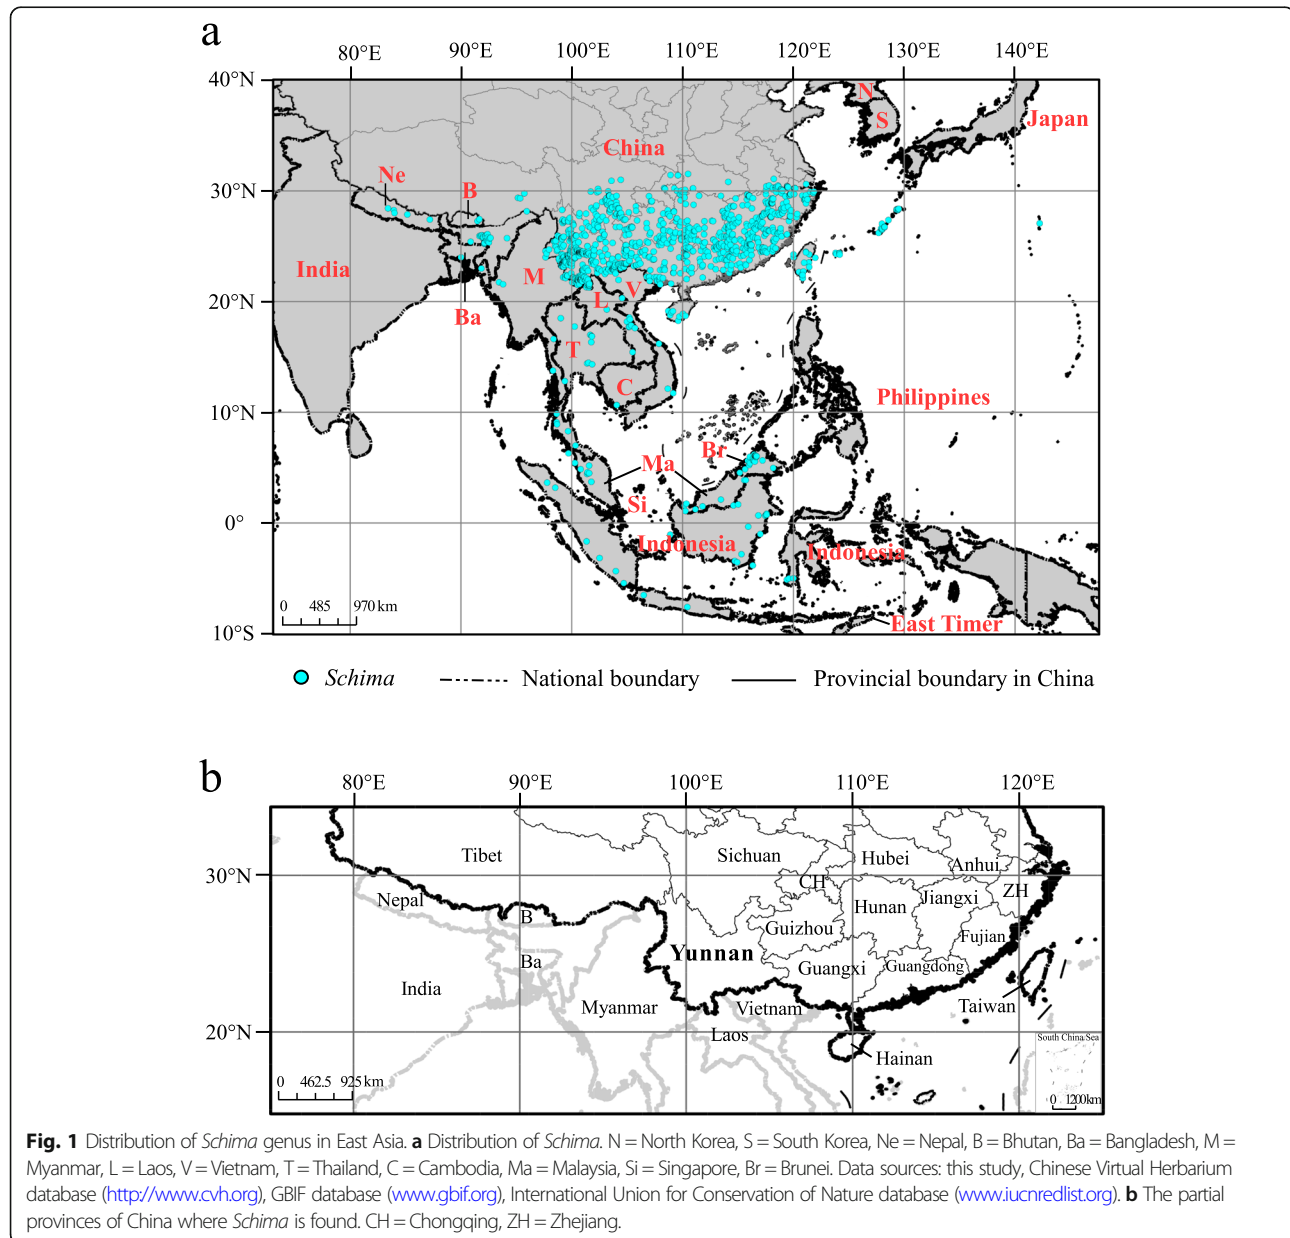 a
80°E 90°E 100°E 110°E 120°E 130°E 140°E
40°N
30°N
20°N
10°N
0°
10°S
N
S
Japan
China
Ne
B
India
M
V
L
Ba
T
C
Philippines
Br
Ma
Si
Indonesia
Indonesia
East Timer
0 485 970 km
Schima National boundary Provincial boundary in China
b
80°E 90°E 100°E 110°E 120°E
30°N
20°N
Tibet
Sichuan
Hubei
Anhui
CH
ZH
Nepal
Jiangxi
Hunan
B
Guizhou
Fujian
Yunnan
Ba
Guangxi
Guangdong
India
Myanmar
Vietnam
Taiwan
Laos
Hainan
South China Sea
0 1200km
0 462.5 925 km
Fig. 1 Distribution of Schima genus in East Asia. a Distribution of Schima. N = North Korea, S = South Korea, Ne = Nepal, B = Bhutan, Ba = Bangladesh, M =
Myanmar, L = Laos, V = Vietnam, T = Thailand, C = Cambodia, Ma = Malaysia, Si = Singapore, Br = Brunei. Data sources: this study, Chinese Virtual Herbarium
database (http://www.cvh.org), GBIF database (www.gbif.org), International Union for Conservation of Nature database (www.iucnredlist.org). b The partial
provinces of China where Schima is found. CH = Chongqing, ZH = Zhejiang.